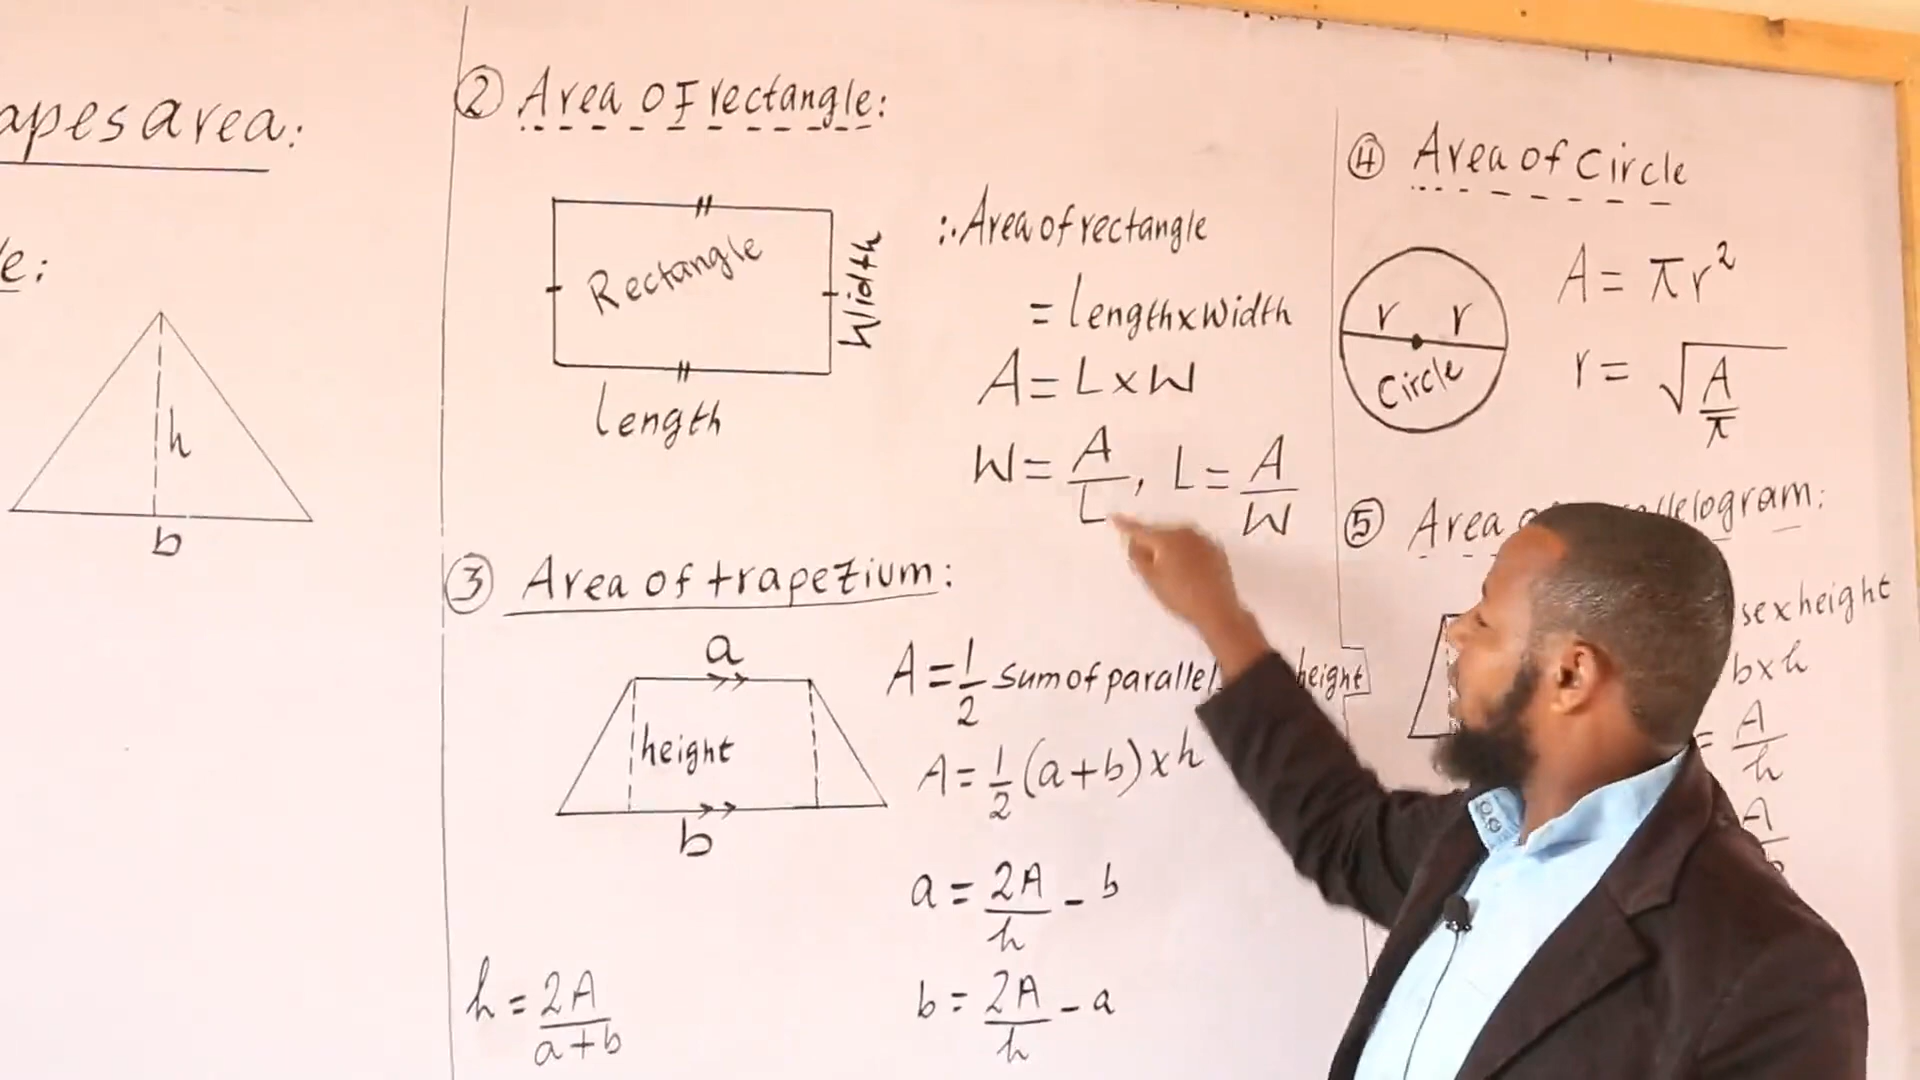 apes area:
e:
h
b
② Area of rectangle:
Rectangle
Width
Length
∴ Area of rectangle
= Length x Width
A = L x W
W = A/L, L = A/W
③ Area of trapezium:
a
height
b
A = 1/2 sum of parallel height
A = 1/2 (a+b) x h
a = 2A/h - b
b = 2A/h - a
h = 2A/a+b
④ Area of Circle
r r
Circle
A = πr²
r = √A/π
⑤ Area allelogram:
se x height
b x h
= A/h
A